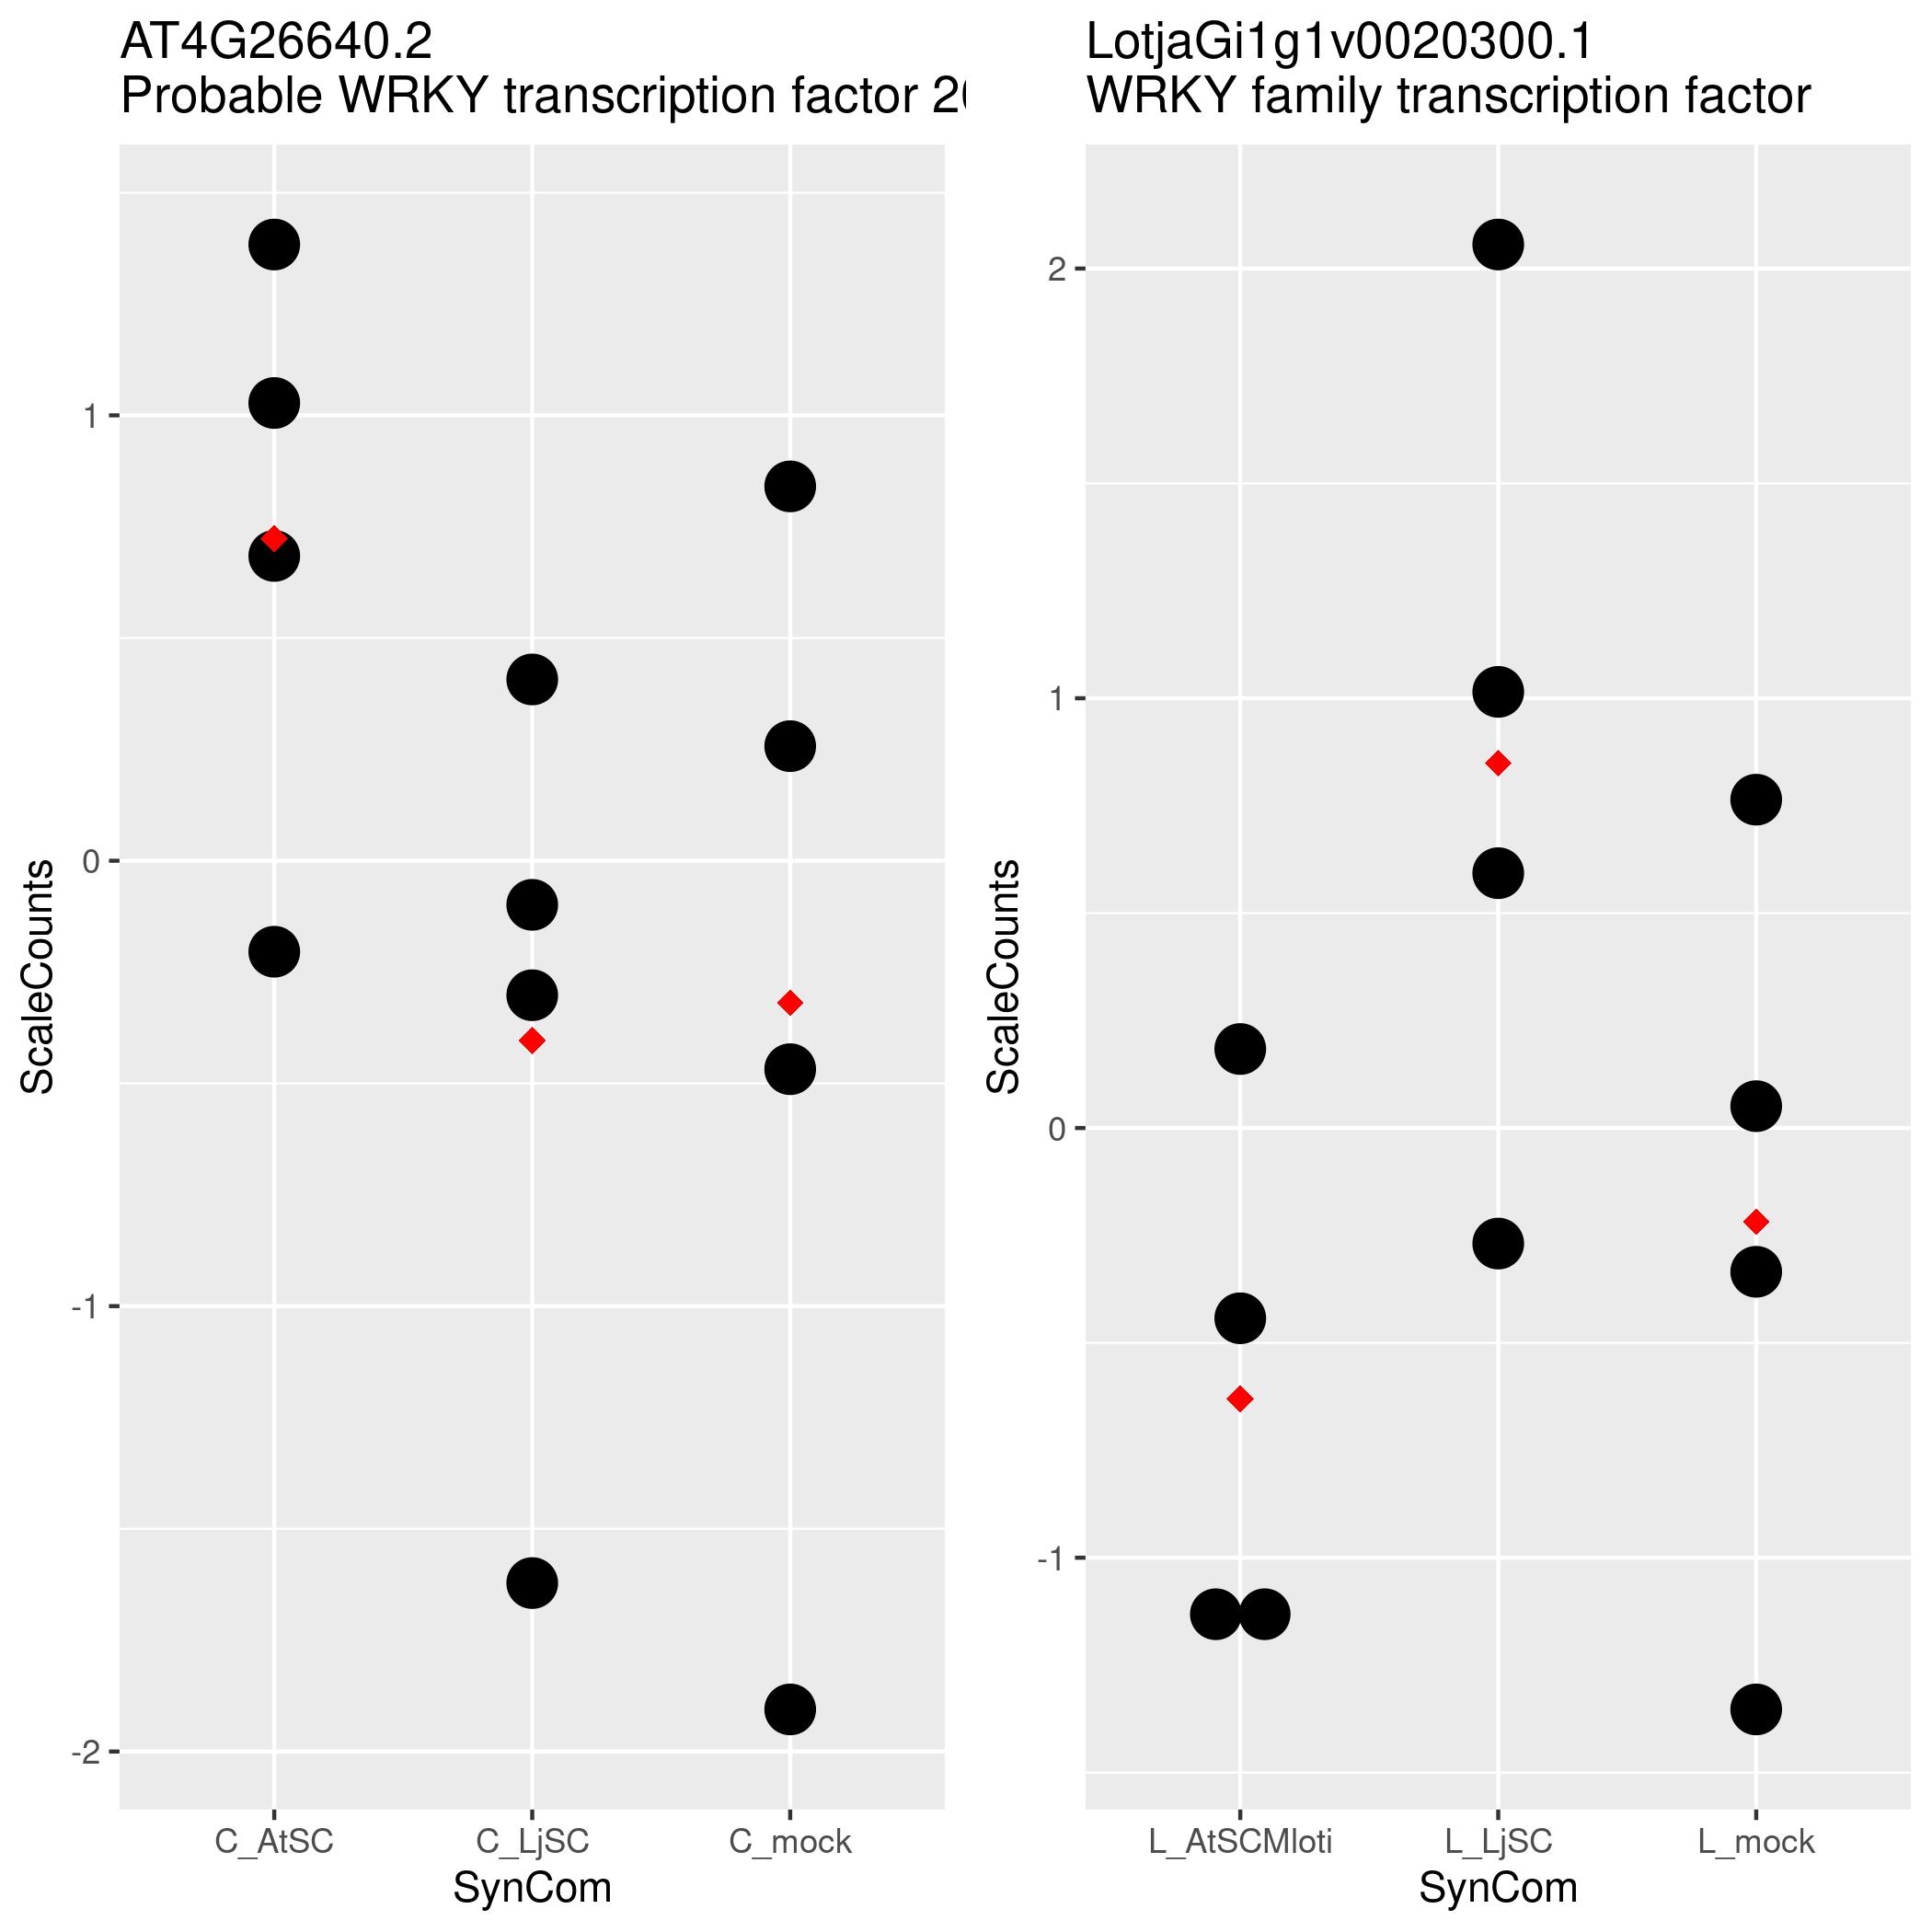 AT4G26640.2
Probable WRKY transcription factor
ScaleCounts
1
0
-1
-2
C_AtSC C_LjSC C_mock
SynCom
LotjaGi1g1v0020300.1
WRKY family transcription factor
ScaleCounts
2
1
0
-1
L_AtSCMloti L_LjSC L_mock
SynCom